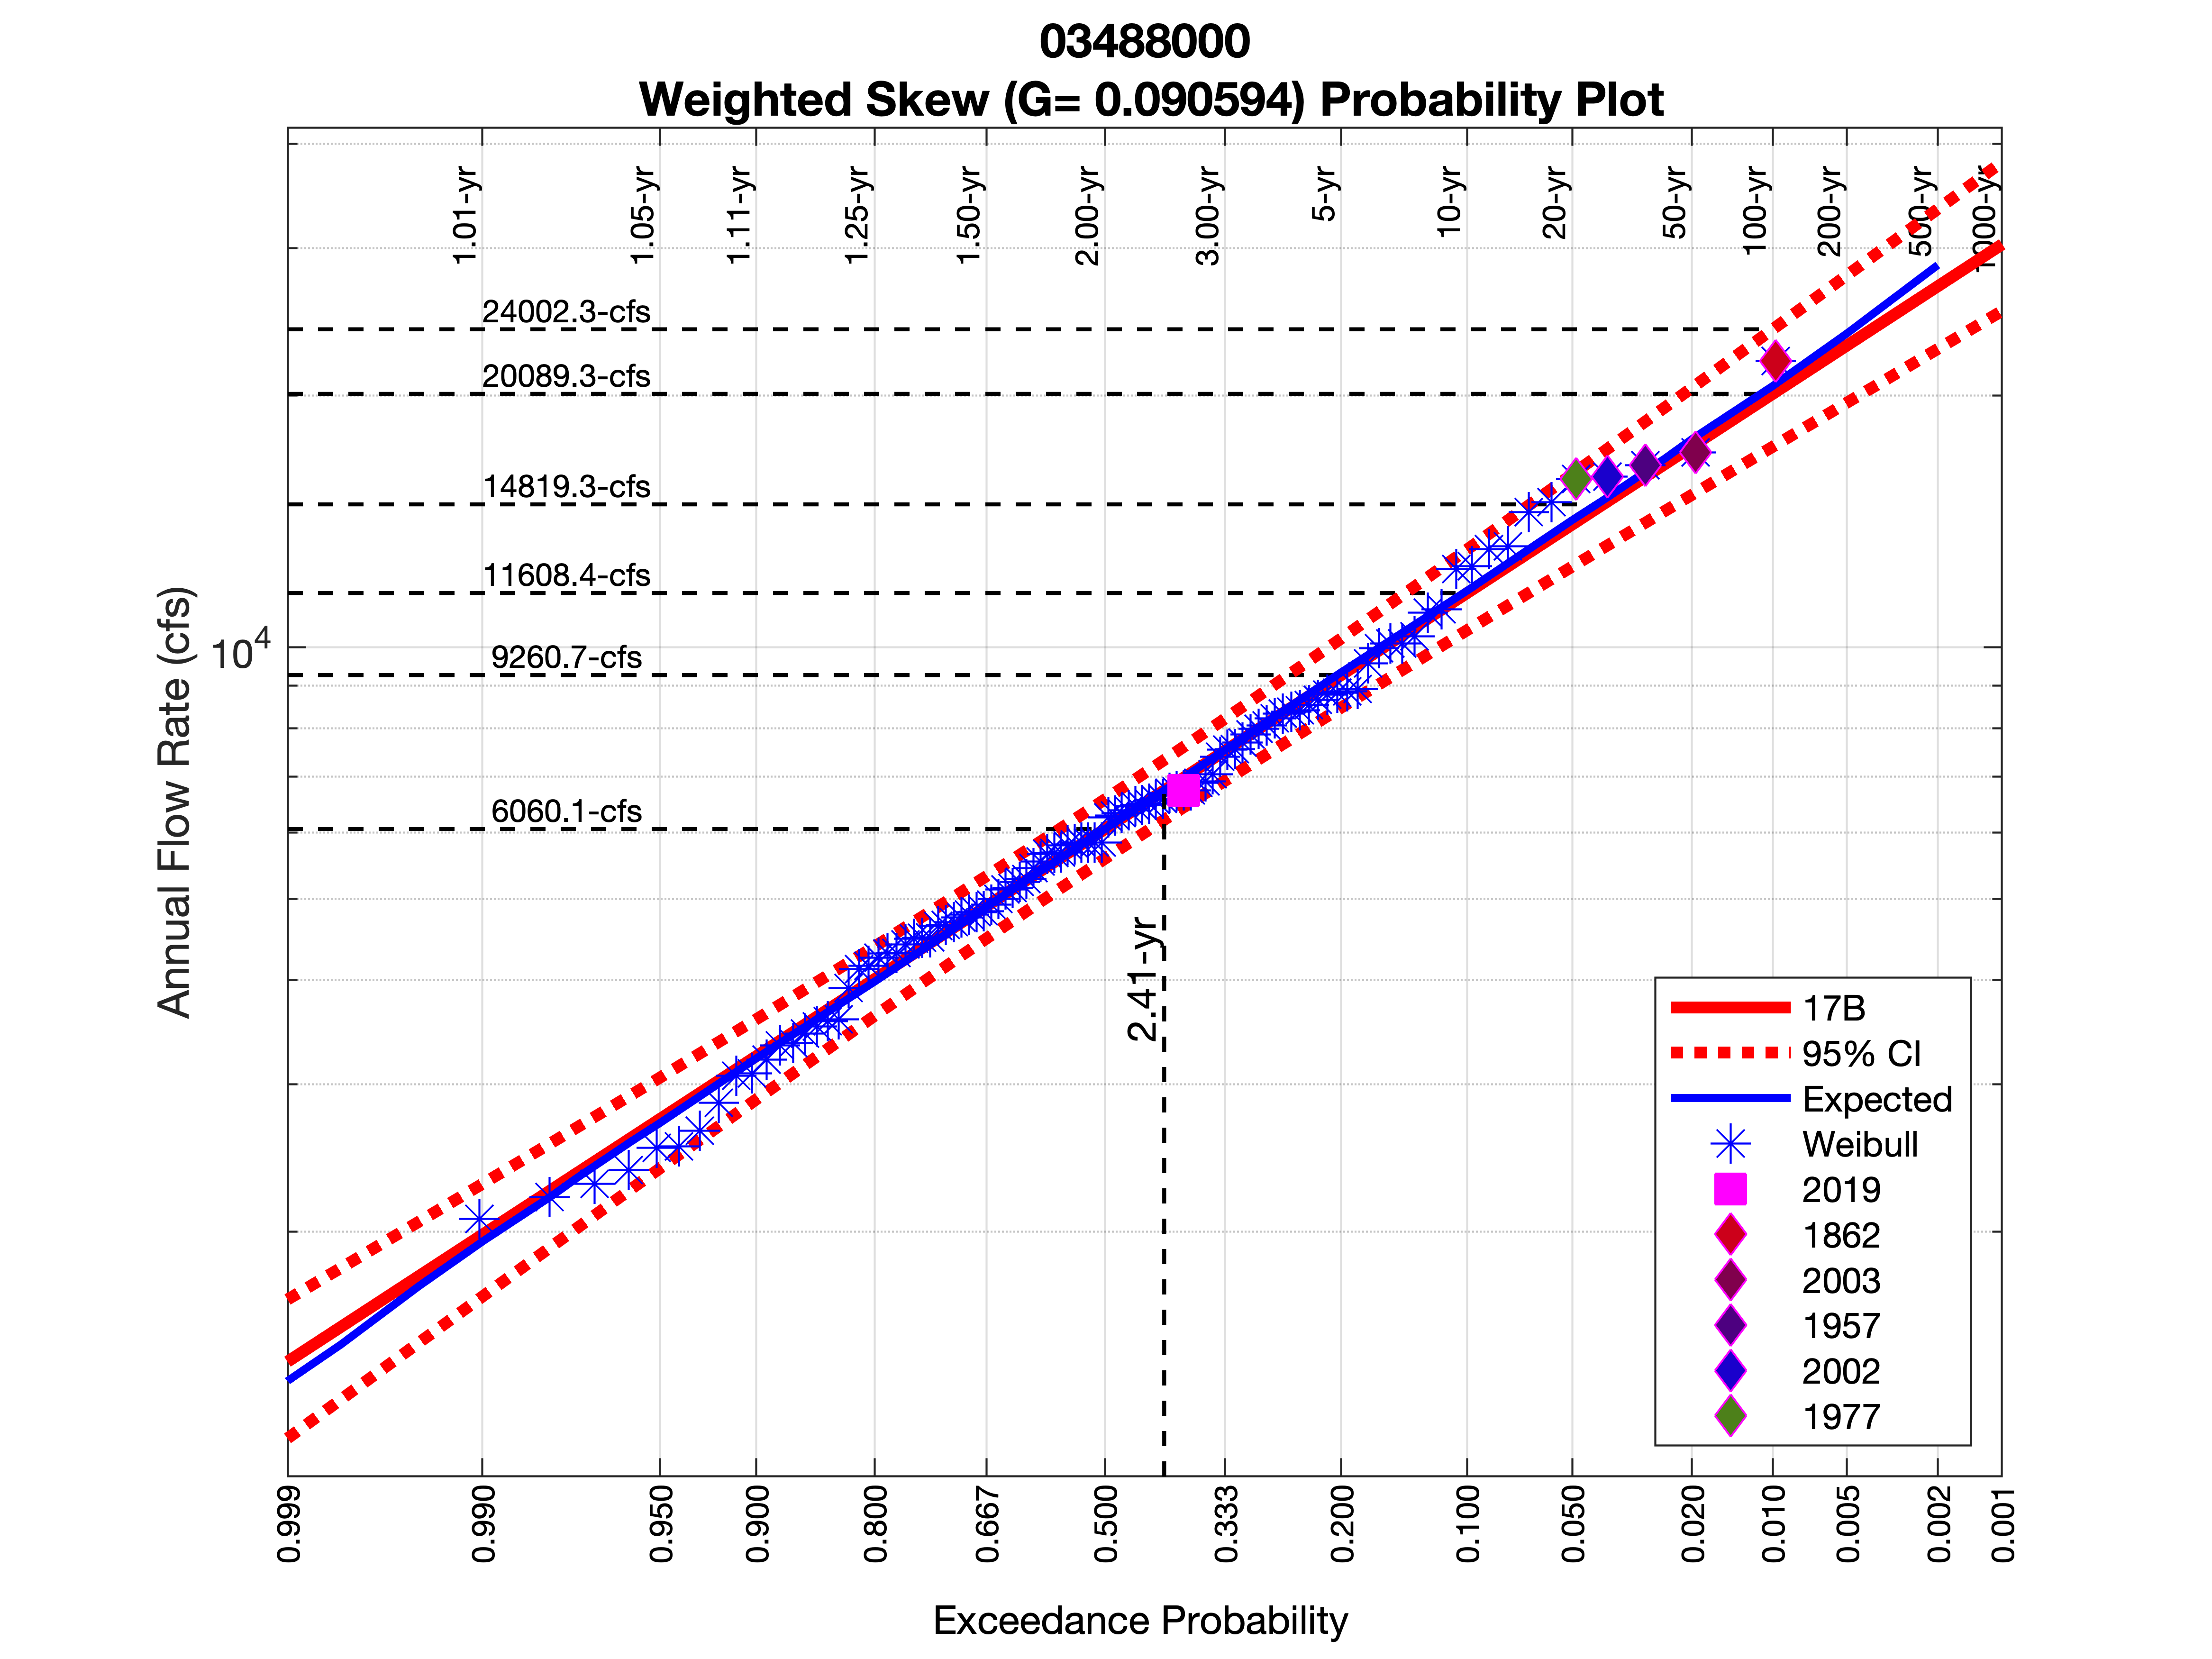 03488000
Weighted Skew (G= 0.090594) Probability Plot
1.01-yr
1.05-yr
1.11-yr
1.25-yr
1.50-yr
2.00-yr
3.00-yr
5-yr
10-yr
20-yr
50-yr
100-yr
200-yr
500-yr
1000-yr
24002.3-cfs
20089.3-cfs
14819.3-cfs
11608.4-cfs
9260.7-cfs
6060.1-cfs
2.41-yr
Annual Flow Rate (cfs)
10⁴
17B
95% CI
Expected
Weibull
2019
1862
2003
1957
2002
1977
0.999
0.990
0.950
0.900
0.800
0.667
0.500
0.333
0.200
0.100
0.050
0.020
0.010
0.005
0.002
0.001
Exceedance Probability